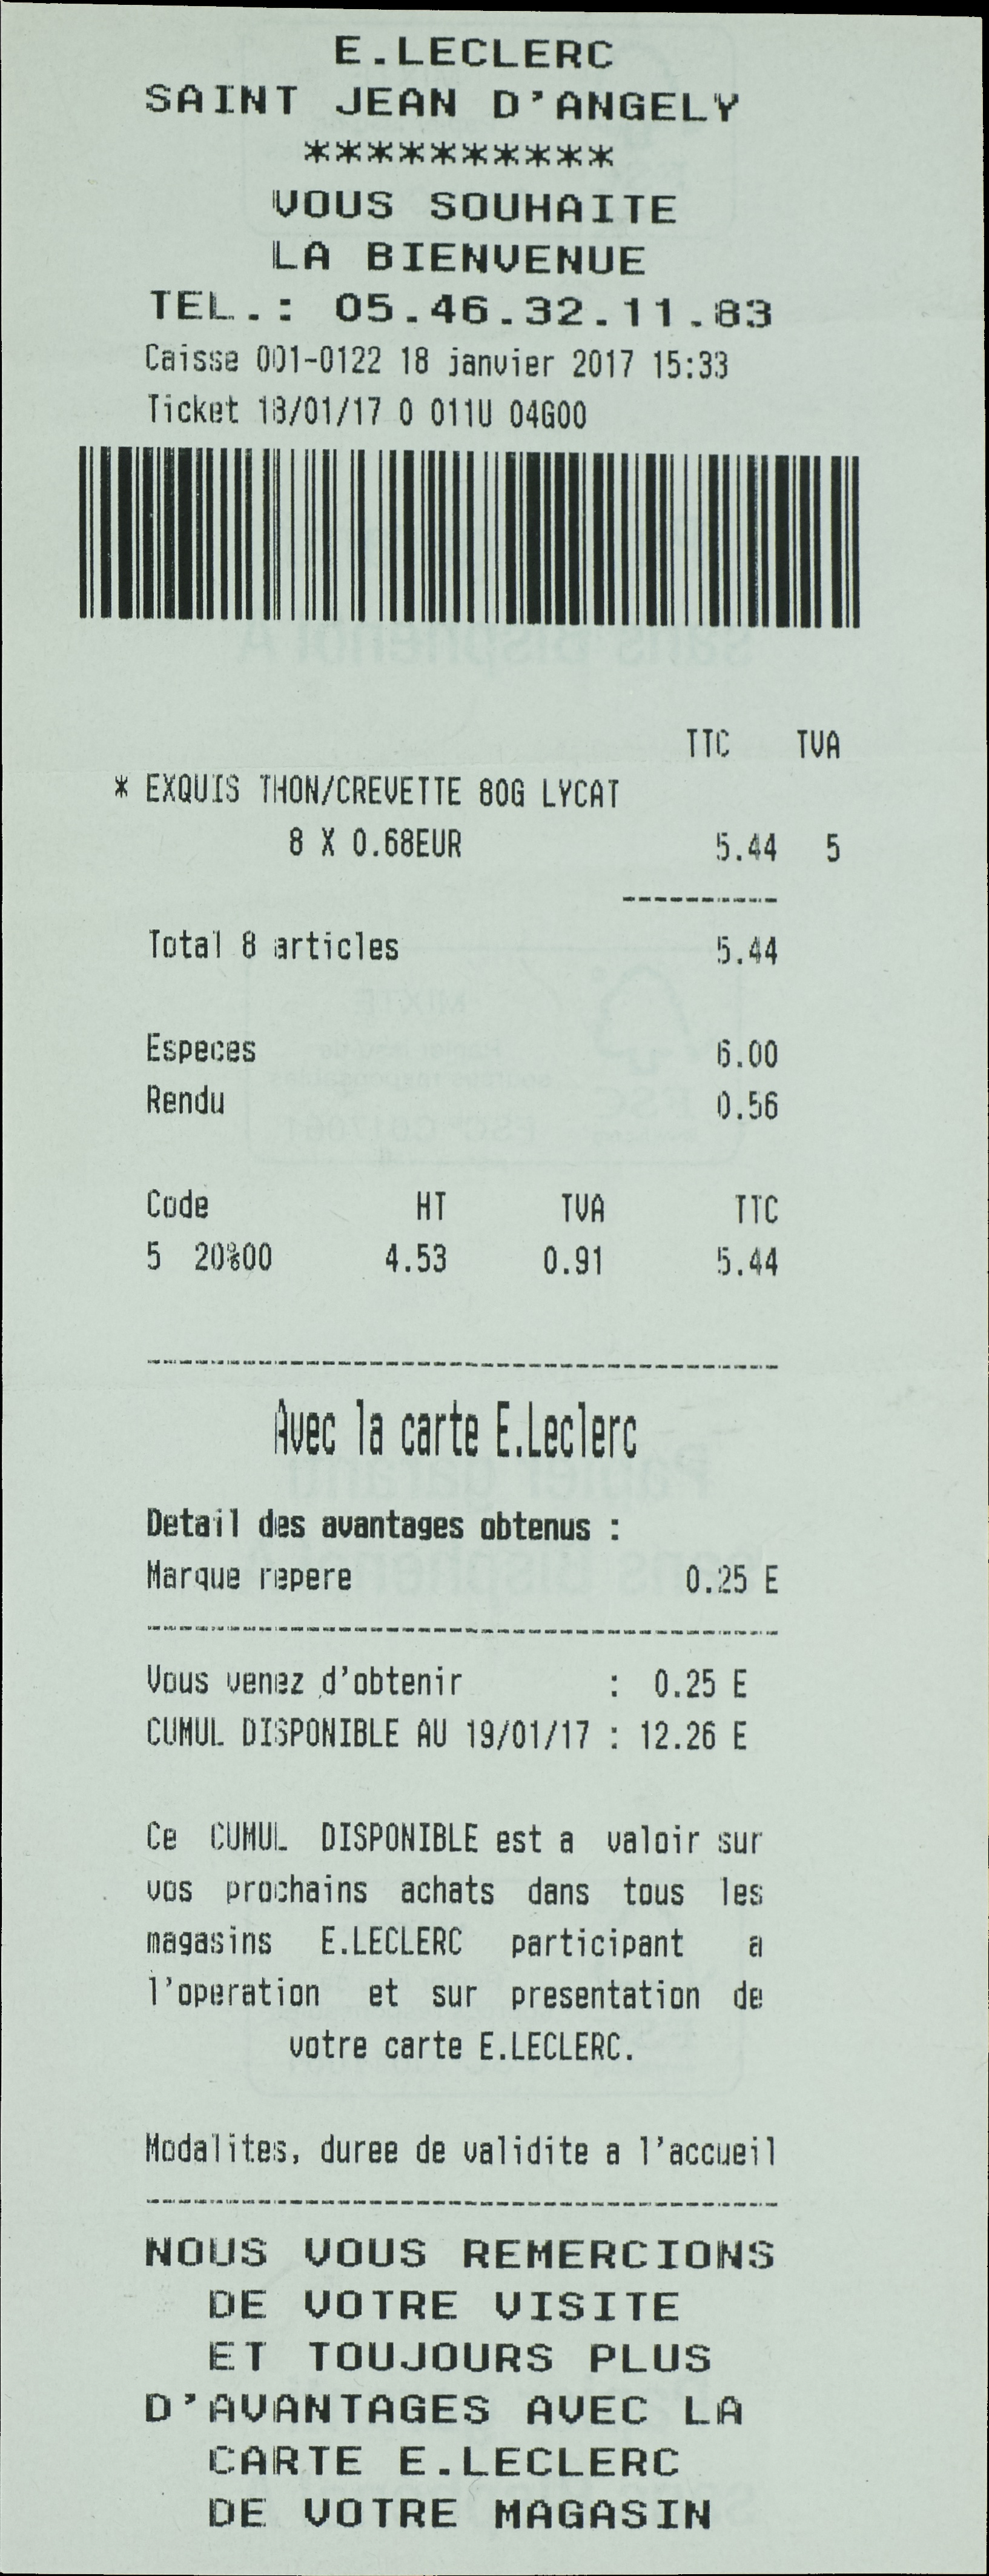 E.LECLERC
SAINT JEAN D'ANGELY
**********
VOUS SOUHAITE
LA BIENVENUE
TEL.: 05.46.32.11.83
Caisse 001-0122 18 janvier 2017 15:33
Ticket 18/01/17 0 011U 04G00
TTC TVA
* EXQUIS THON/CREVETTE 80G LYCAT
8 X 0.68EUR 5.44 5
----------
Total 8 articles 5.44
Especes 6.00
Rendu 0.56
Code HT TVA TTC
5 20%00 4.53 0.91 5.44
----------------------------------------
Avec la carte E.Leclerc
Detail des avantages obtenus :
Marque repere 0.25 E
----------------------------------------
Vous venez d'obtenir : 0.25 E
CUMUL DISPONIBLE AU 19/01/17 : 12.26 E
Ce CUMUL DISPONIBLE est a valoir sur
vos prochains achats dans tous les
magasins E.LECLERC participant a
l'operation et sur presentation de
votre carte E.LECLERC.
Modalites, duree de validite a l'accueil
----------------------------------------
NOUS VOUS REMERCIONS
DE VOTRE VISITE
ET TOUJOURS PLUS
D'AVANTAGES AVEC LA
CARTE E.LECLERC
DE VOTRE MAGASIN